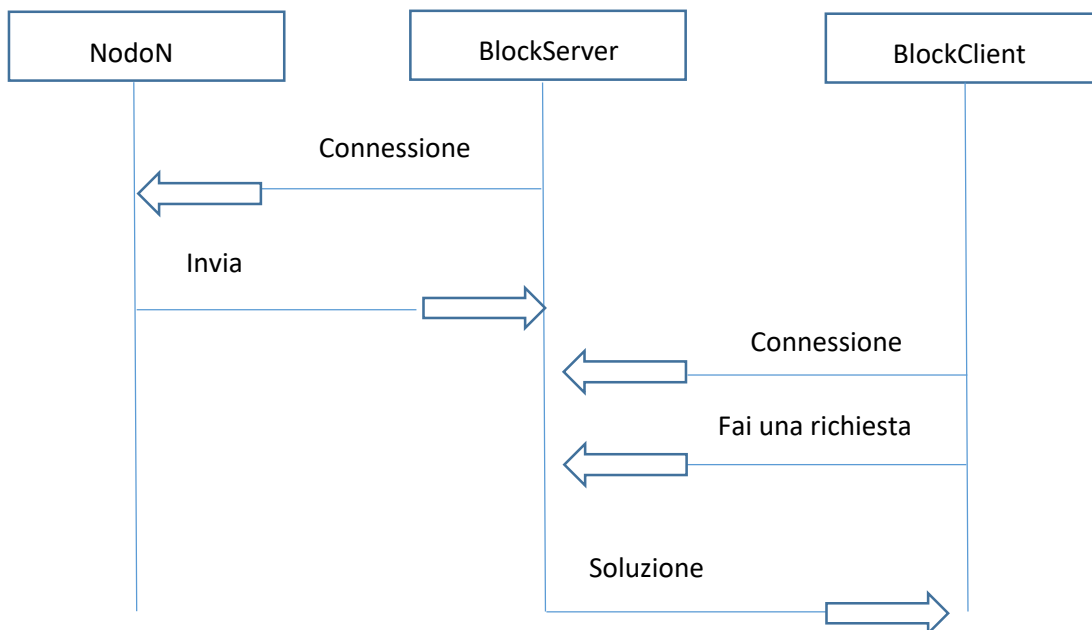 NodoN
BlockServer
BlockClient
Connessione
Invia
Connessione
Fai una richiesta
Soluzione